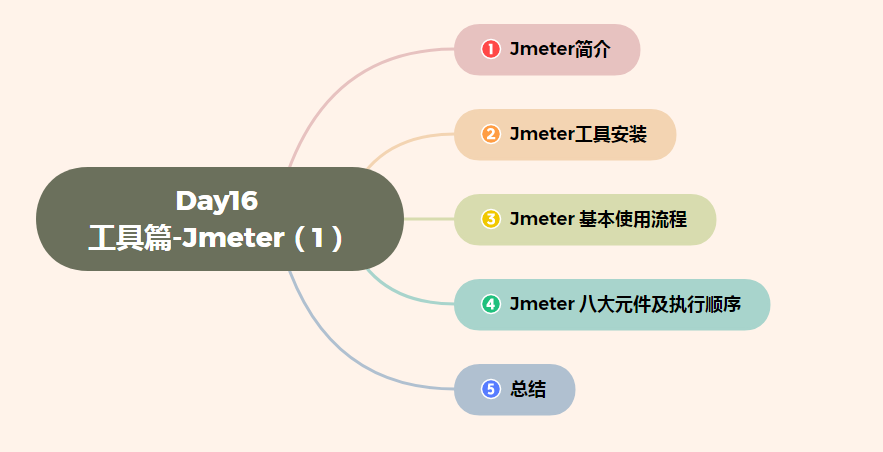 Day16
工具篇-Jmeter（1）
1 Jmeter简介
2 Jmeter工具安装
3 Jmeter 基本使用流程
4 Jmeter 八大元件及执行顺序
5 总结